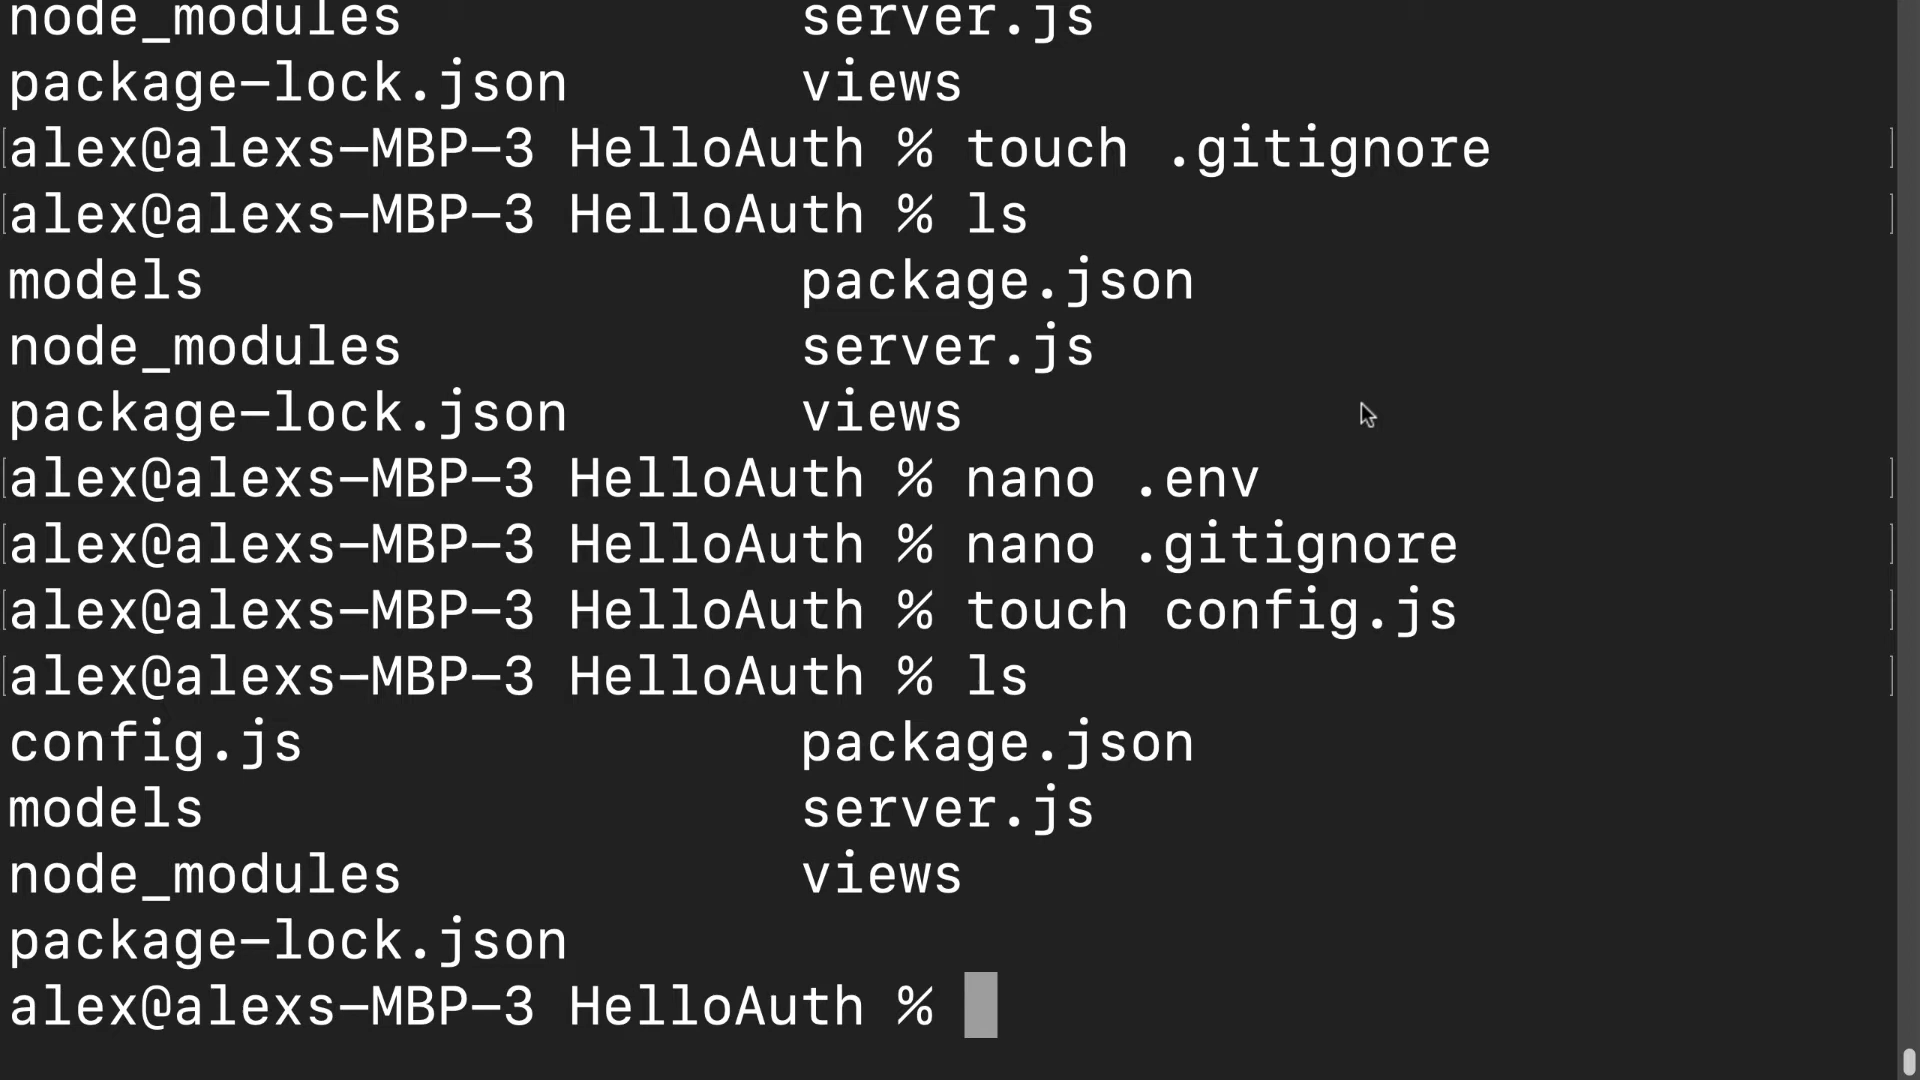 node_modules server.js
package-lock.json views
alex@alexs-MBP-3 HelloAuth % touch .gitignore
alex@alexs-MBP-3 HelloAuth % ls
models package.json
node_modules server.js
package-lock.json views
alex@alexs-MBP-3 HelloAuth % nano .env
alex@alexs-MBP-3 HelloAuth % nano .gitignore
alex@alexs-MBP-3 HelloAuth % touch config.js
alex@alexs-MBP-3 HelloAuth % ls
config.js package.json
models server.js
node_modules views
package-lock.json
alex@alexs-MBP-3 HelloAuth %